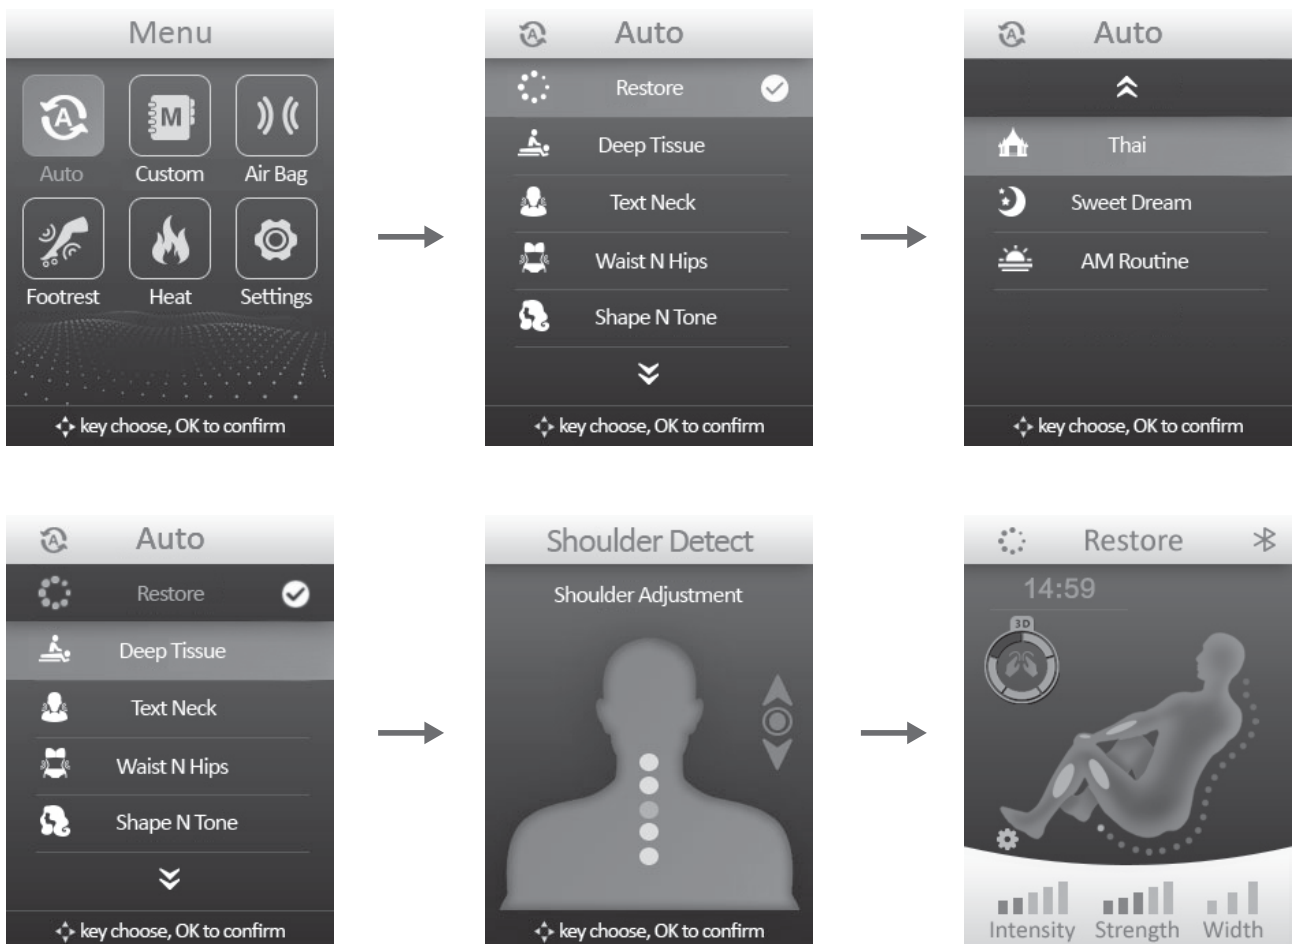 Menu
Auto
Custom
Air Bag
Footrest
Heat
Settings
key choose, OK to confirm
Auto
Restore
Deep Tissue
Text Neck
Waist N Hips
Shape N Tone
key choose, OK to confirm
Auto
Thai
Sweet Dream
AM Routine
key choose, OK to confirm
Auto
Restore
Deep Tissue
Text Neck
Waist N Hips
Shape N Tone
key choose, OK to confirm
Shoulder Detect
Shoulder Adjustment
key choose, OK to confirm
Restore
14:59
3D
Intensity
Strength
Width